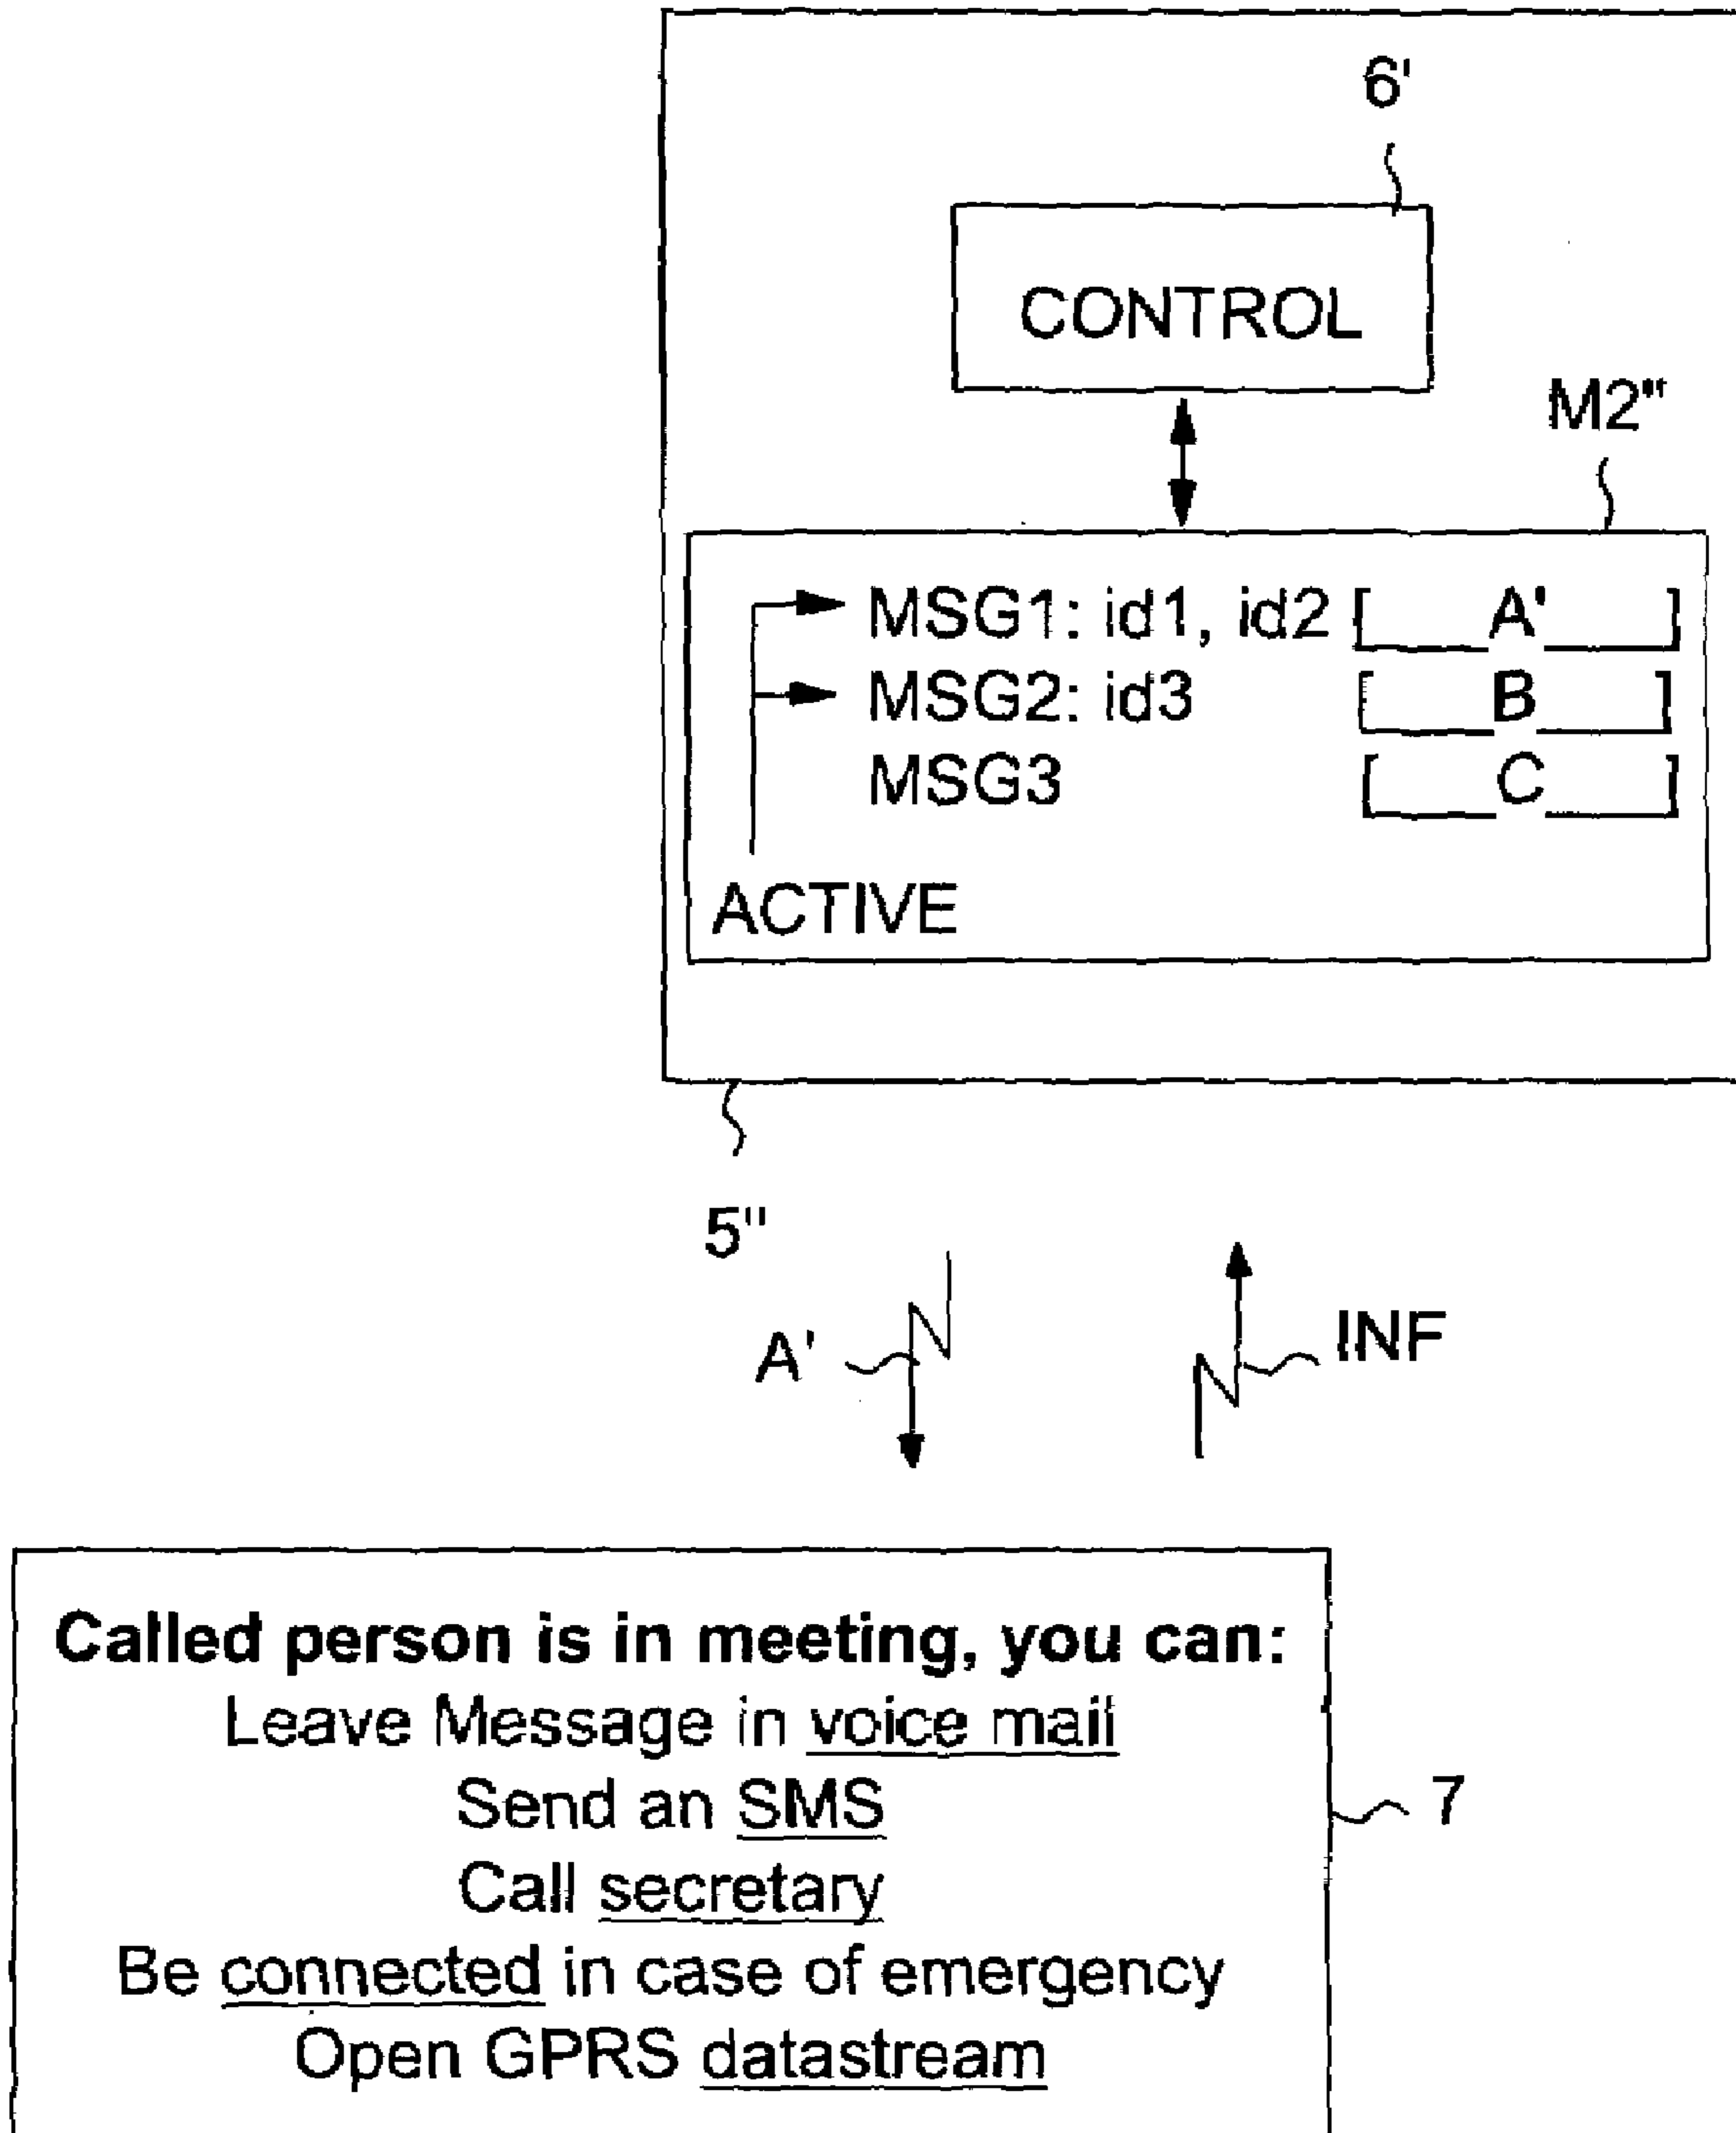 6'
CONTROL
M2"
MSG1: id1, id2 [ A' ]
MSG2: id3 [ B ]
MSG3 [ C ]
ACTIVE
5"
A'
INF
Called person is in meeting, you can:
Leave Message in voice mail
Send an SMS
Call secretary
Be connected in case of emergency
Open GPRS datastream
7